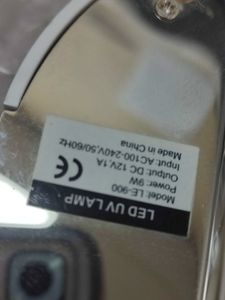 LED UV LAMP
Model: LE-900
Power: 9W
Output: DC 12V,1A
Input: AC100-240V,50/60Hz
Made in China
CE